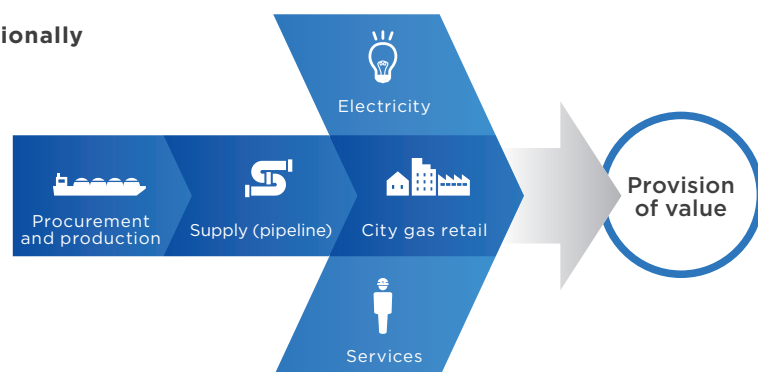 ionally
Electricity
Procurement
and production
Supply (pipeline)
City gas retail
Services
Provision
of value